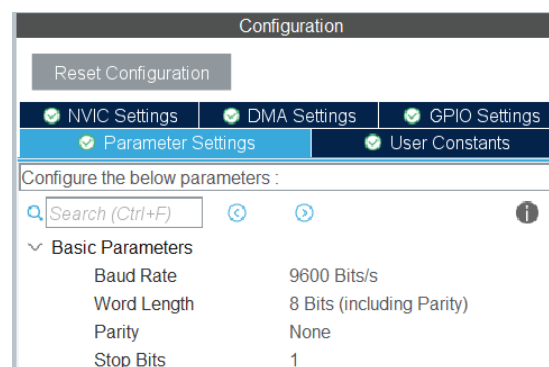 Configuration
Reset Configuration
NVIC Settings DMA Settings GPIO Settings
Parameter Settings User Constants
Configure the below parameters :
Search (Ctrl+F)
Basic Parameters
Baud Rate 9600 Bits/s
Word Length 8 Bits (including Parity)
Parity None
Stop Bits 1